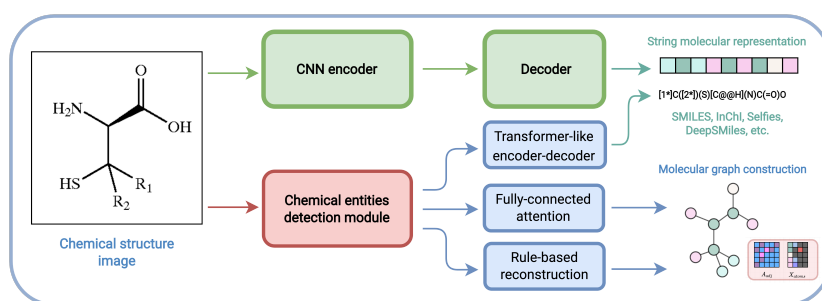 CNN encoder
Decoder
String molecular representation
[1*]C([2*])(S)[C@@H](N)C(=O)O
SMILES, InChI, Selfies,
DeepSMiles, etc.
O
H₂N
OH
HS
R₁
R₂
Chemical structure
image
Chemical entities
detection module
Transformer-like
encoder-decoder
Fully-connected
attention
Rule-based
reconstruction
Molecular graph construction